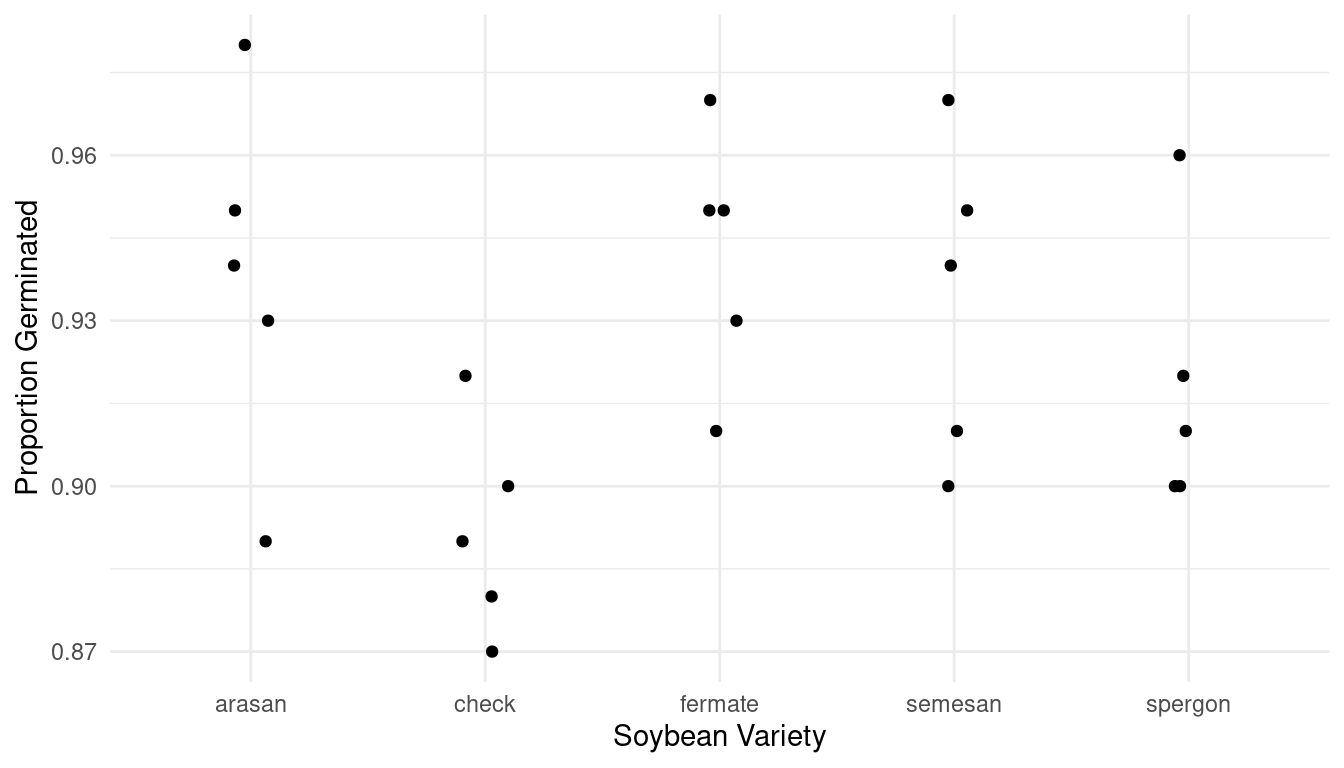 Proportion Germinated
0.96
0.93
0.90
0.87
arasan check fermate semesan spergon
Soybean Variety